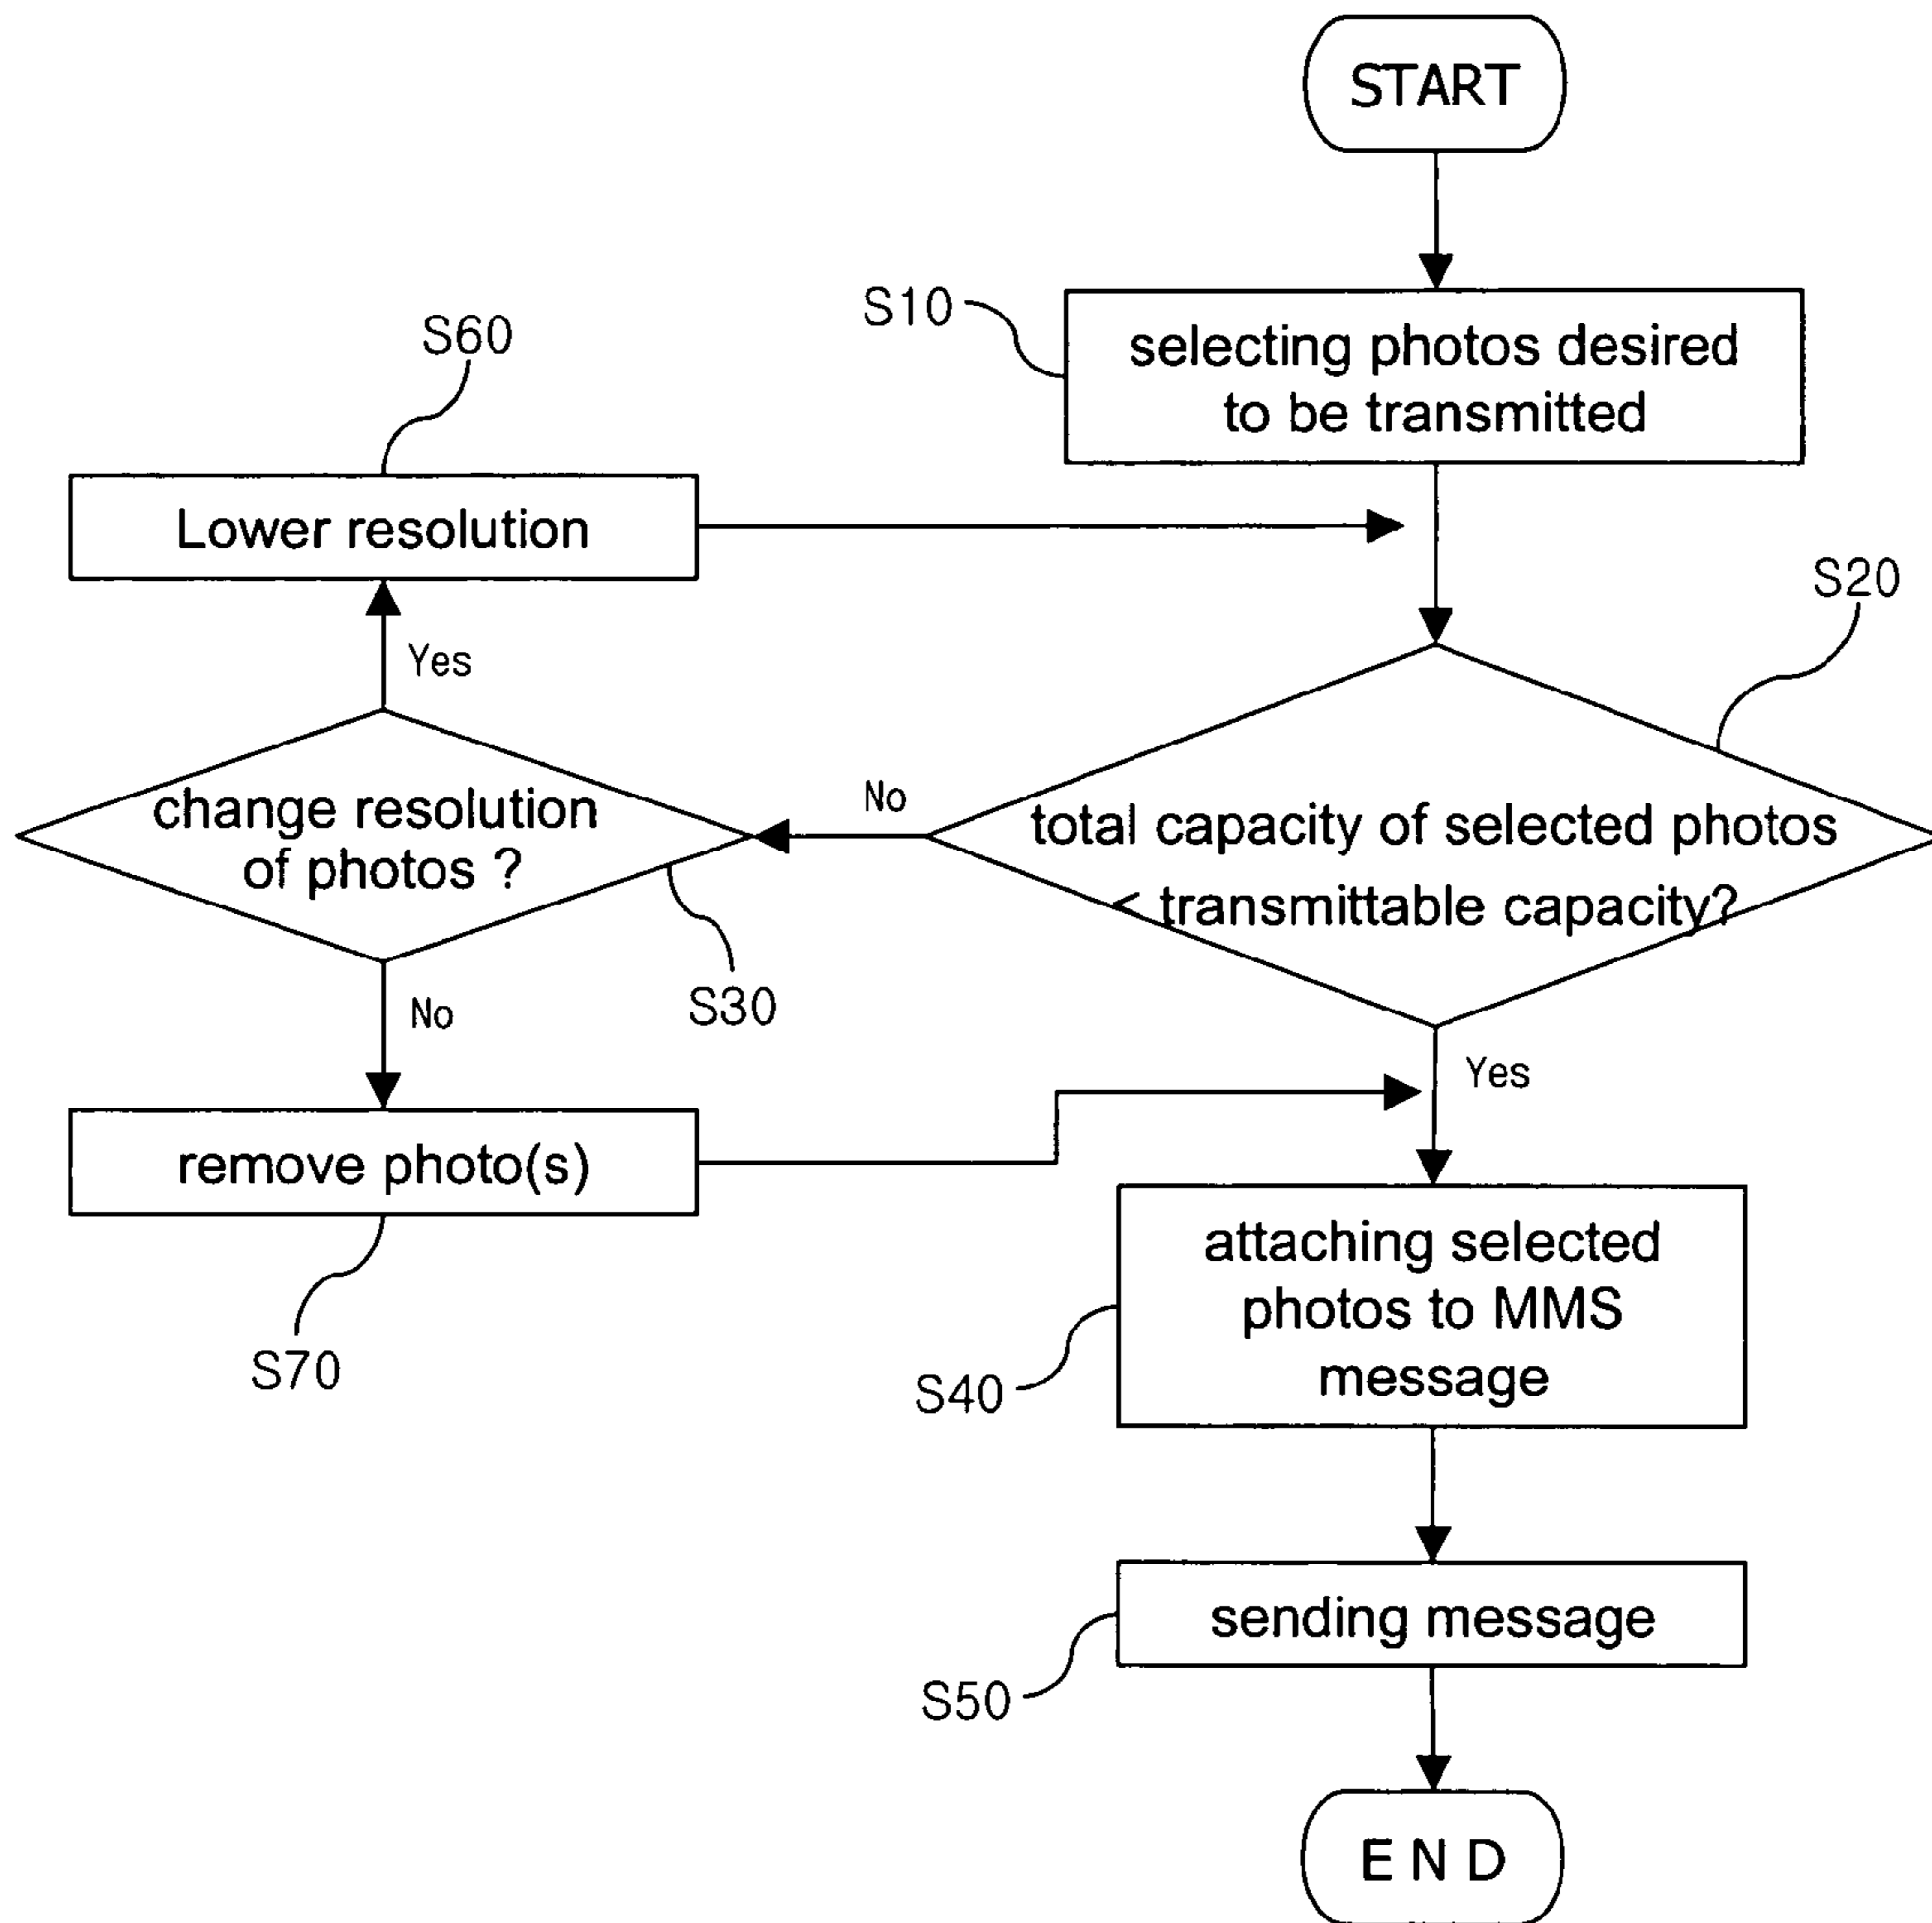 START
S10
selecting photos desired
to be transmitted
S60
Lower resolution
S20
Yes
change resolution
of photos ?
No
total capacity of selected photos
< transmittable capacity?
S30
No
Yes
remove photo(s)
S70
attaching selected
photos to MMS
message
S40
sending message
S50
E N D